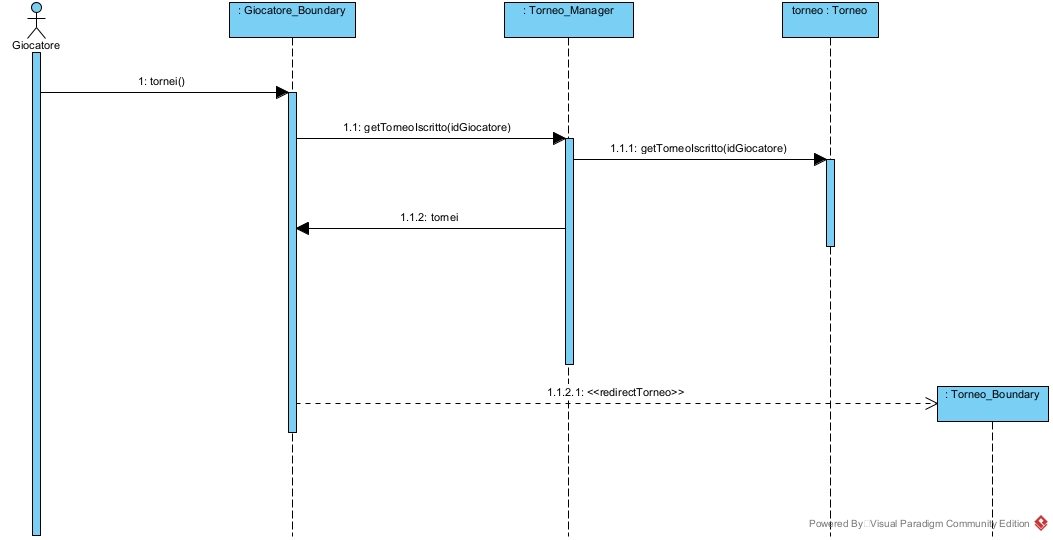 : Giocatore_Boundary
: Torneo_Manager
torneo : Torneo
Giocatore
1: tornei()
1.1: getTorneoIscritto(idGiocatore)
1.1.1: getTorneoIscritto(idGiocatore)
1.1.2: tornei
1.1.2.1: <<redirectTorneo>>
: Torneo_Boundary
Powered By Visual Paradigm Community Edition